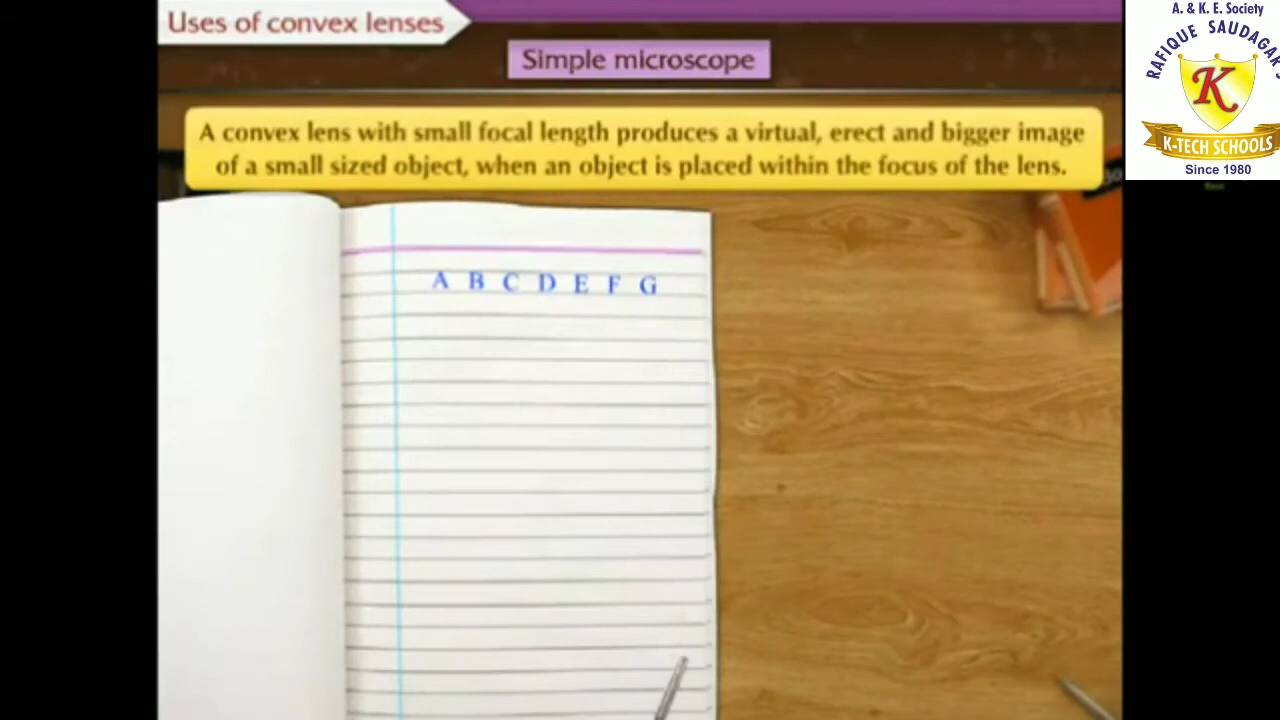 Uses of convex lenses
Simple microscope
A convex lens with small focal length produces a virtual, erect and bigger image
of a small sized object, when an object is placed within the focus of the lens.
A B C D E F G
A. & K. E. Society
RAFIQUE SAUDAGAR'S
K
K-TECH SCHOOLS
Since 1980